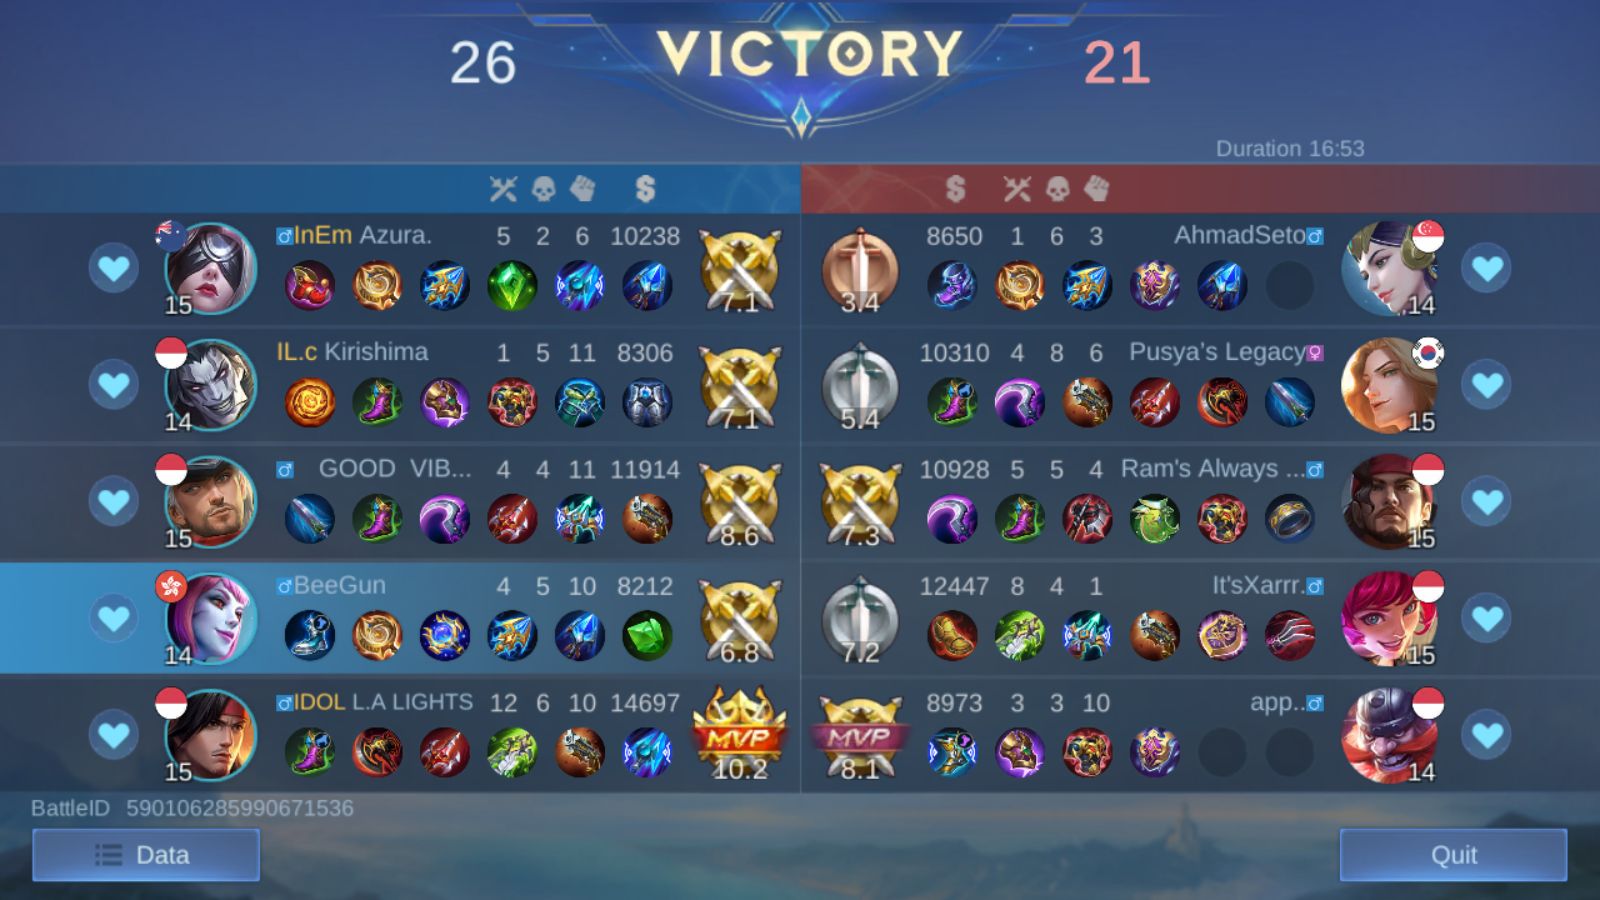 26 VICTORY 21
Duration 16:53
InEm Azura. 5 2 6 10238
15 7.1
8650 1 6 3 AhmadSeto
3.4 14
IL.c Kirishima 1 5 11 8306
14 7.1
10310 4 8 6 Pusya's Legacy
5.4 15
GOOD VIB... 4 4 11 11914
15 8.6
10928 5 5 4 Ram's Always ...
7.3 15
BeeGun 4 5 10 8212
14 6.8
12447 8 4 1 It'sXarrr.
7.2 15
IDOL L.A LIGHTS 12 6 10 14697
15 MVP 10.2
8973 3 3 10 app..
MVP 8.1 14
BattleID 590106285990671536
Data Quit